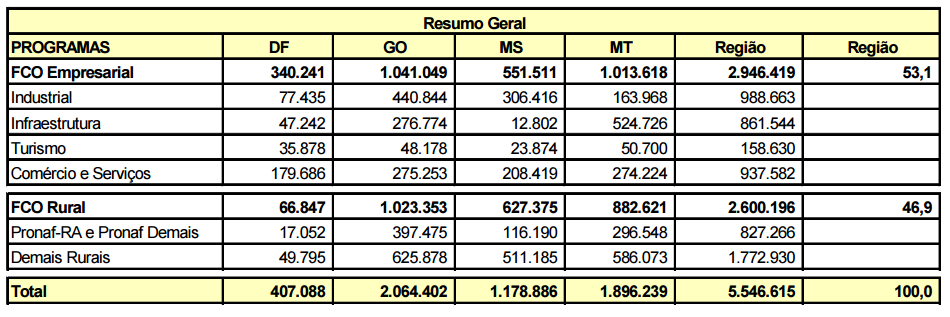 Resumo Geral
PROGRAMAS DF GO MS MT Região Região
FCO Empresarial 340.241 1.041.049 551.511 1.013.618 2.946.419 53,1
Industrial 77.435 440.844 306.416 163.968 988.663
Infraestrutura 47.242 276.774 12.802 524.726 861.544
Turismo 35.878 48.178 23.874 50.700 158.630
Comércio e Serviços 179.686 275.253 208.419 274.224 937.582
FCO Rural 66.847 1.023.353 627.375 882.621 2.600.196 46,9
Pronaf-RA e Pronaf Demais 17.052 397.475 116.190 296.548 827.266
Demais Rurais 49.795 625.878 511.185 586.073 1.772.930
Total 407.088 2.064.402 1.178.886 1.896.239 5.546.615 100,0